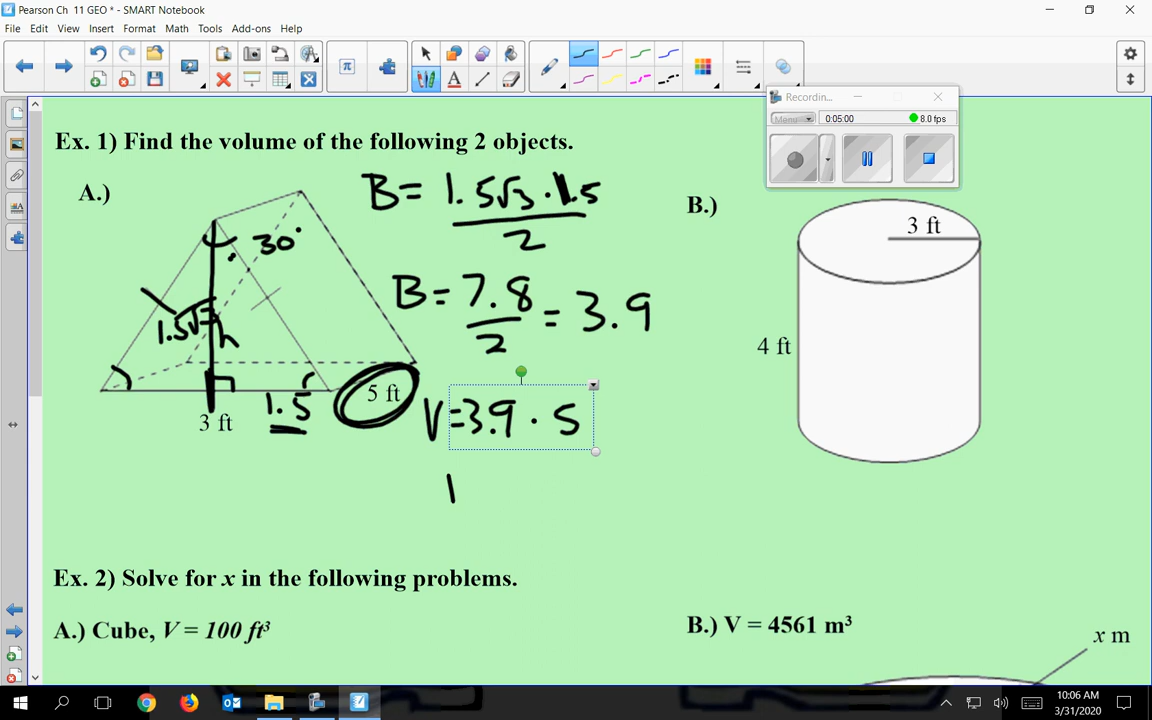 Pearson Ch 11 GEO * - SMART Notebook
File Edit View Insert Format Math Tools Add-ons Help
Recordin...
Menu 0:05:00 8.0 fps
Ex. 1) Find the volume of the following 2 objects.
A.)
B = 1.5√3 · 1.5
2
30°
B = 7.8 = 3.9
2
1.5√3
h
3 ft
1.5
5 ft
V = 3.9 · 5
1
B.)
3 ft
4 ft
Ex. 2) Solve for x in the following problems.
A.) Cube, V = 100 ft³
B.) V = 4561 m³
x m
10:06 AM
3/31/2020